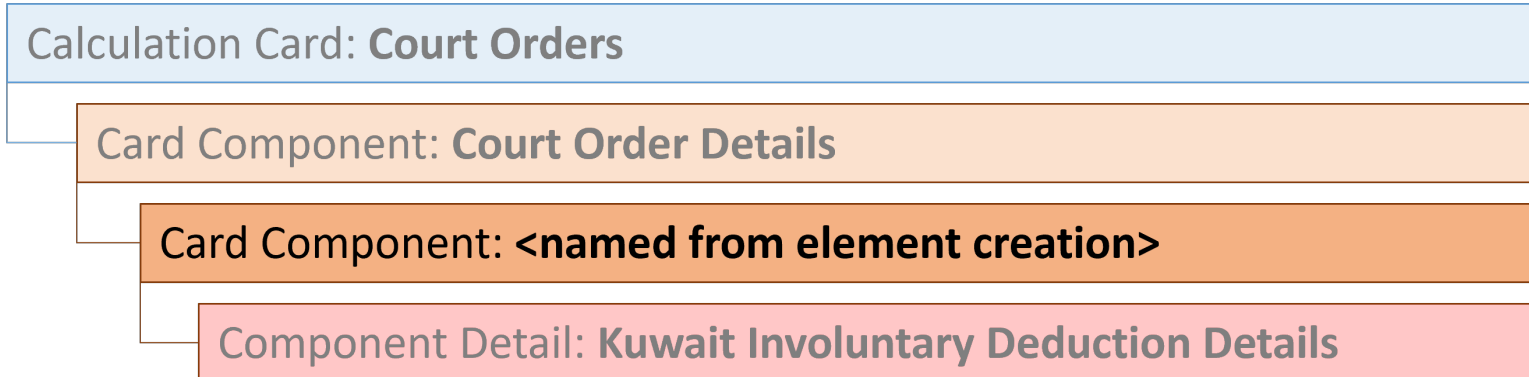 Calculation Card: Court Orders
Card Component: Court Order Details
Card Component: <named from element creation>
Component Detail: Kuwait Involuntary Deduction Details